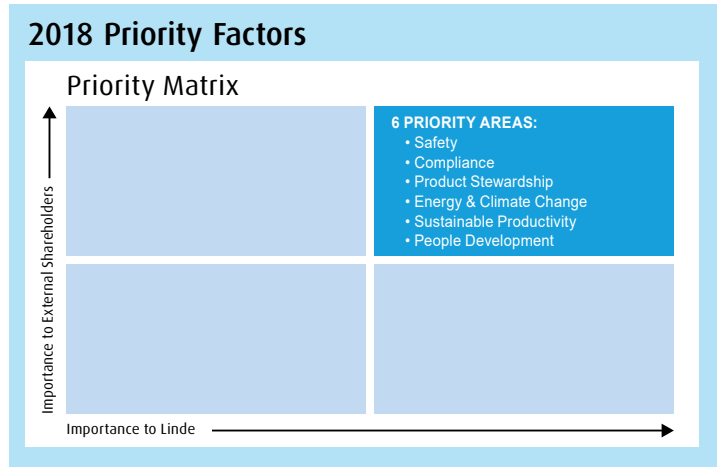 2018 Priority Factors
Priority Matrix
6 PRIORITY AREAS:
• Safety
• Compliance
• Product Stewardship
• Energy & Climate Change
• Sustainable Productivity
• People Development
Importance to External Shareholders
Importance to Linde